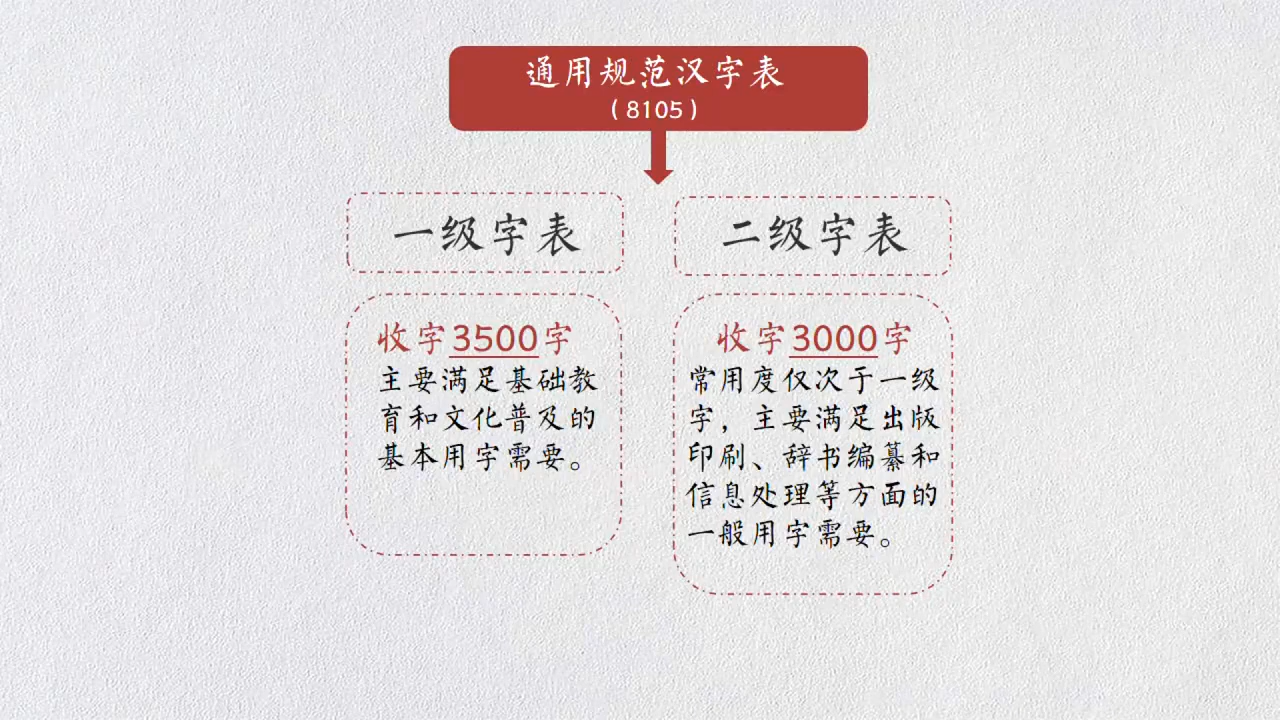 通用规范汉字表
（8105）
一级字表
收字3500字
主要满足基础教
育和文化普及的
基本用字需要。
二级字表
收字3000字
常用度仅次于一级
字，主要满足出版
印刷、辞书编纂和
信息处理等方面的
一般用字需要。